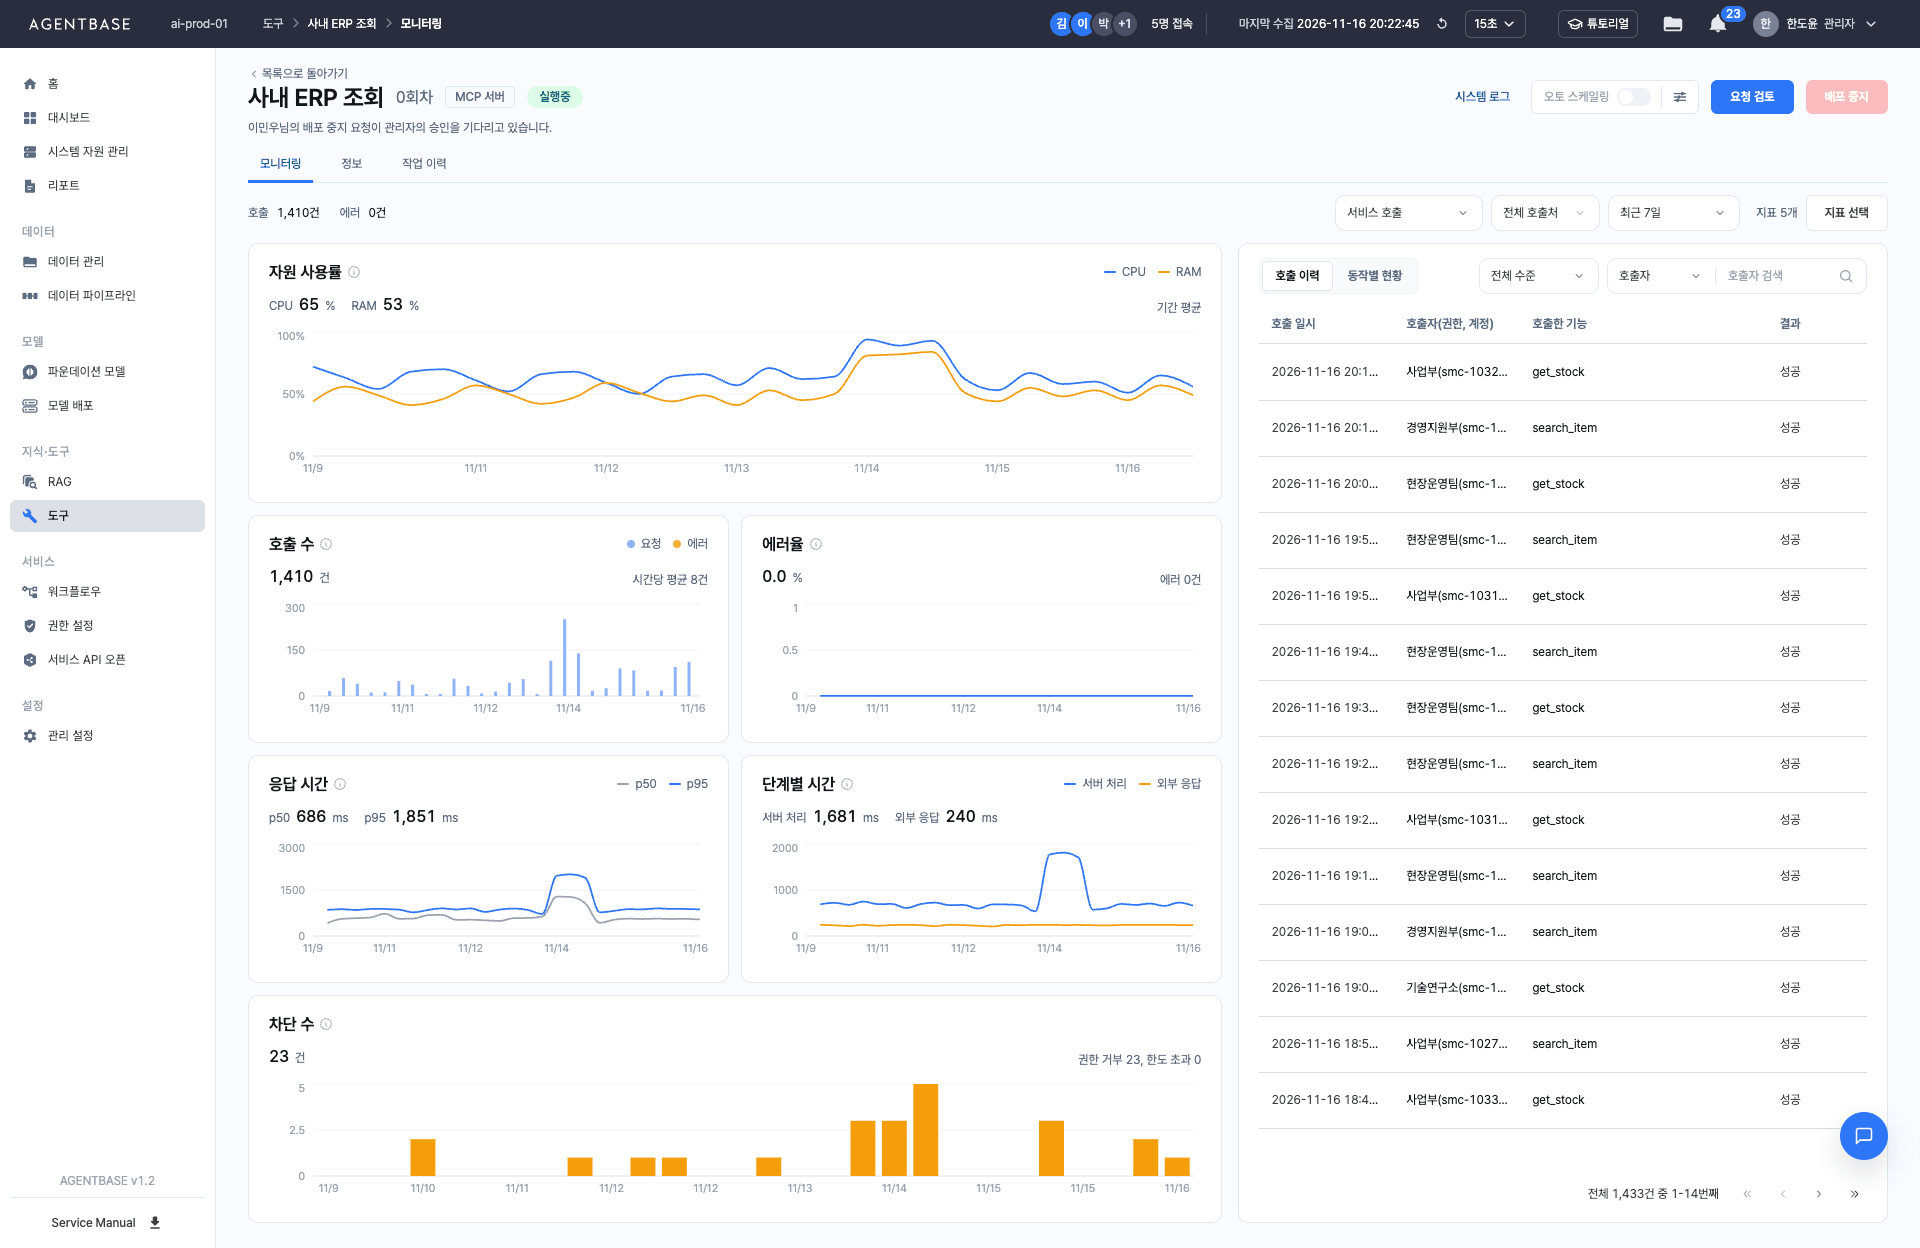 AGENTBASE ai-prod-01 도구 > 사내 ERP 조회 > 모니터링 김 이 박 +1 5명 접속 마지막 수집 2026-11-16 20:22:45 15초 튜토리얼 23 한 한도윤 관리자
홈
대시보드
시스템 자원 관리
리포트
데이터
데이터 관리
데이터 파이프라인
모델
파운데이션 모델
모델 배포
지식·도구
RAG
도구
서비스
워크플로우
권한 설정
서비스 API 오픈
설정
관리 설정
AGENTBASE v1.2
Service Manual
목록으로 돌아가기
사내 ERP 조회 0회차 MCP 서버 실행중
이민우님의 배포 중지 요청이 관리자의 승인을 기다리고 있습니다.
시스템 로그 오토 스케일링 요청 검토 배포 중지
모니터링 정보 작업 이력
호출 1,410건 에러 0건
서비스 호출 전체 호출처 최근 7일 지표 5개 지표 선택
자원 사용률 CPU RAM
CPU 65 % RAM 53 % 기간 평균
100%
50%
0%
11/9 11/11 11/12 11/13 11/14 11/15 11/16
호출 수 요청 에러
1,410 건 시간당 평균 8건
300
150
0
11/9 11/11 11/12 11/14 11/16
에러율
0.0 % 에러 0건
1
0.5
0
11/9 11/11 11/12 11/14 11/16
응답 시간 p50 p95
p50 686 ms p95 1,851 ms
3000
1500
0
11/9 11/11 11/12 11/14 11/16
단계별 시간 서버 처리 외부 응답
서버 처리 1,681 ms 외부 응답 240 ms
2000
1000
0
11/9 11/11 11/12 11/14 11/16
차단 수
23 건 권한 거부 23, 한도 초과 0
5
2.5
0
11/9 11/10 11/11 11/12 11/12 11/13 11/14 11/15 11/15 11/16
호출 이력 동작별 현황 전체 수준 호출자 호출자 검색
호출 일시 호출자(권한, 계정) 호출한 기능 결과
2026-11-16 20:1... 사업부(smc-1032... get_stock 성공
2026-11-16 20:1... 경영지원부(smc-1... search_item 성공
2026-11-16 20:0... 현장운영팀(smc-1... get_stock 성공
2026-11-16 19:5... 현장운영팀(smc-1... search_item 성공
2026-11-16 19:5... 사업부(smc-1031... get_stock 성공
2026-11-16 19:4... 현장운영팀(smc-1... search_item 성공
2026-11-16 19:3... 현장운영팀(smc-1... get_stock 성공
2026-11-16 19:2... 현장운영팀(smc-1... search_item 성공
2026-11-16 19:2... 사업부(smc-1031... get_stock 성공
2026-11-16 19:1... 현장운영팀(smc-1... search_item 성공
2026-11-16 19:0... 경영지원부(smc-1... search_item 성공
2026-11-16 19:0... 기술연구소(smc-1... get_stock 성공
2026-11-16 18:5... 사업부(smc-1027... search_item 성공
2026-11-16 18:4... 사업부(smc-1033... get_stock 성공
전체 1,433건 중 1-14번째